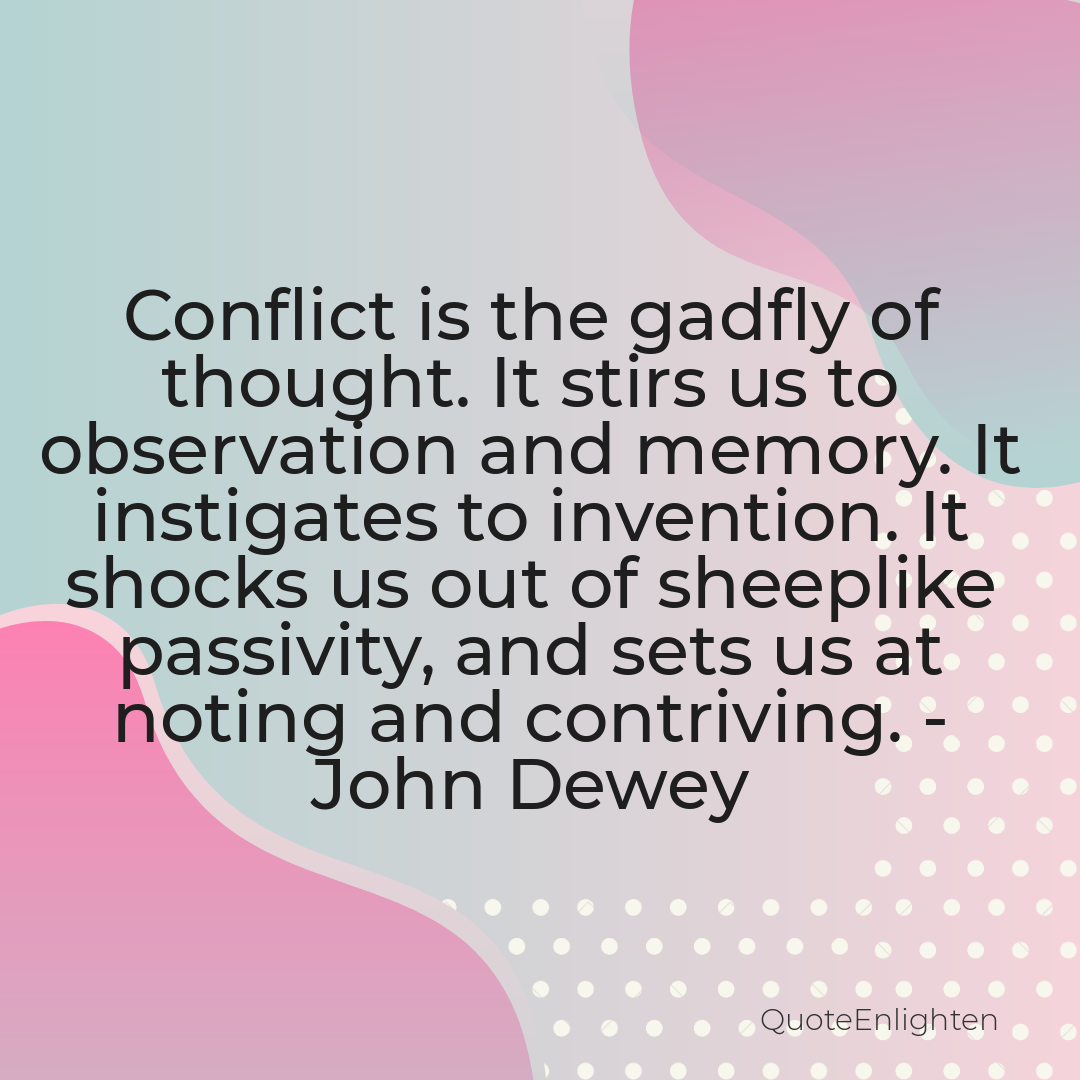 Conflict is the gadfly of
thought. It stirs us to
observation and memory. It
instigates to invention. It
shocks us out of sheeplike
passivity, and sets us at
noting and contriving. -
John Dewey
QuoteEnlighten